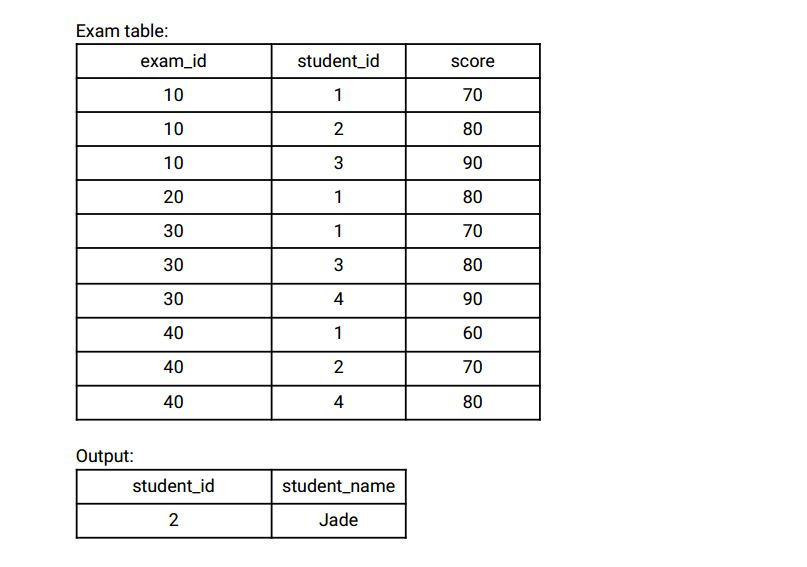 Exam table:
exam_id student_id score
10 1 70
10 2 80
10 3 90
20 1 80
30 1 70
30 3 80
30 4 90
40 1 60
40 2 70
40 4 80
Output:
student_id student_name
2 Jade